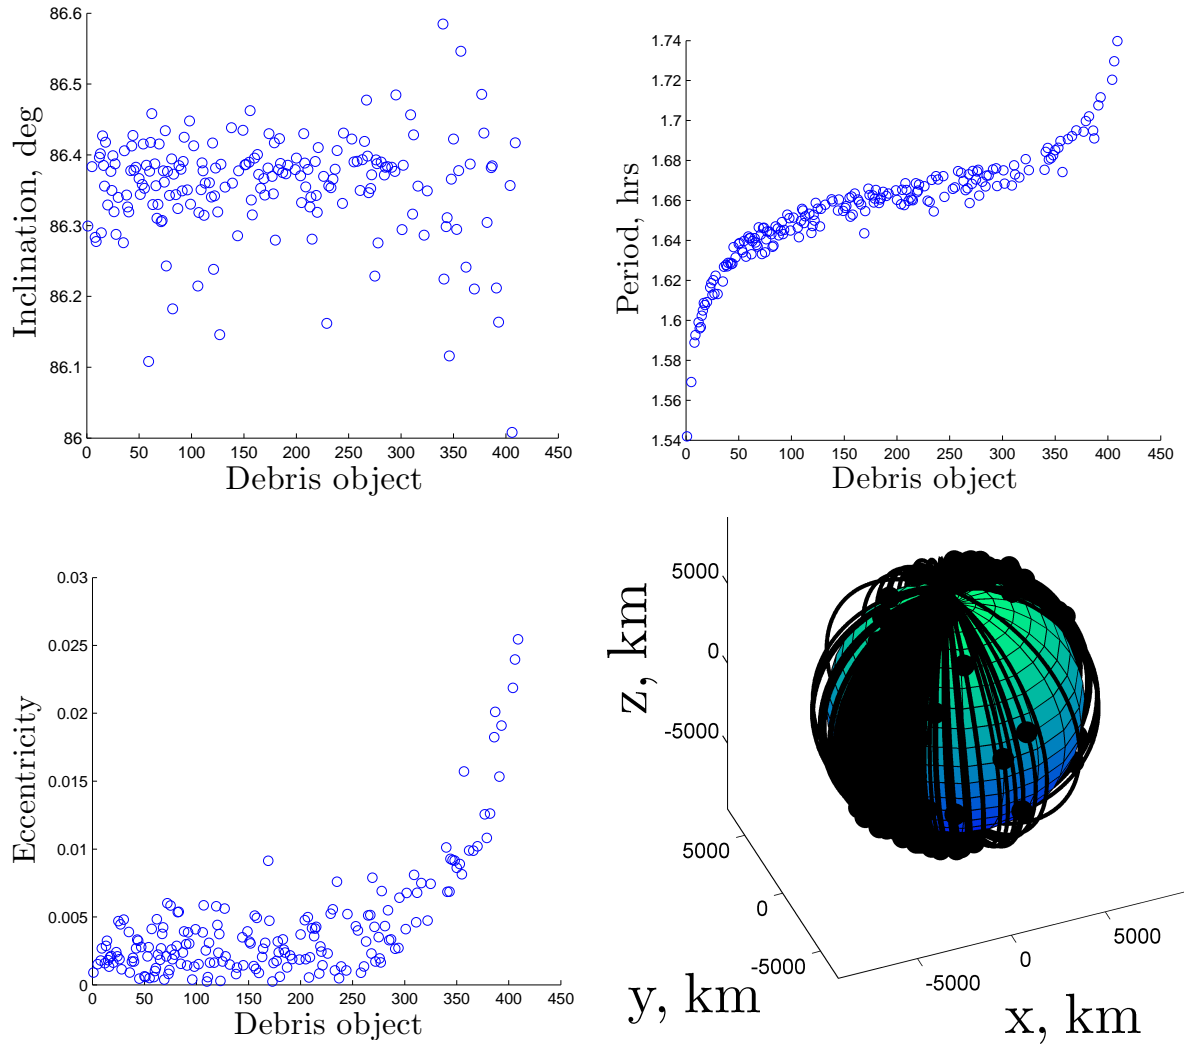 86.6
86.5
86.4
86.3
86.2
86.1
86
Inclination, deg
0 50 100 150 200 250 300 350 400 450
Debris object
1.74
1.72
1.7
1.68
1.66
1.64
1.62
1.6
1.58
1.56
1.54
Period, hrs
0 50 100 150 200 250 300 350 400 450
Debris object
0.03
0.025
0.02
0.015
0.01
0.005
0
Eccentricity
0 50 100 150 200 250 300 350 400 450
Debris object
5000
0
-5000
z, km
5000
0
-5000
y, km
-5000 0 5000
x, km